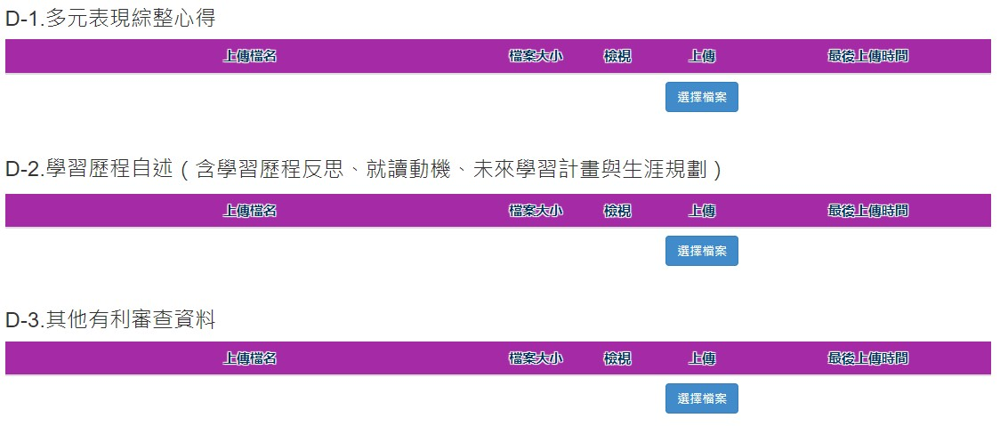 D-1.多元表現綜整心得
上傳檔名 檔案大小 檢視 上傳 最後上傳時間
選擇檔案
D-2.學習歷程自述（含學習歷程反思、就讀動機、未來學習計畫與生涯規劃）
上傳檔名 檔案大小 檢視 上傳 最後上傳時間
選擇檔案
D-3.其他有利審查資料
上傳檔名 檔案大小 檢視 上傳 最後上傳時間
選擇檔案